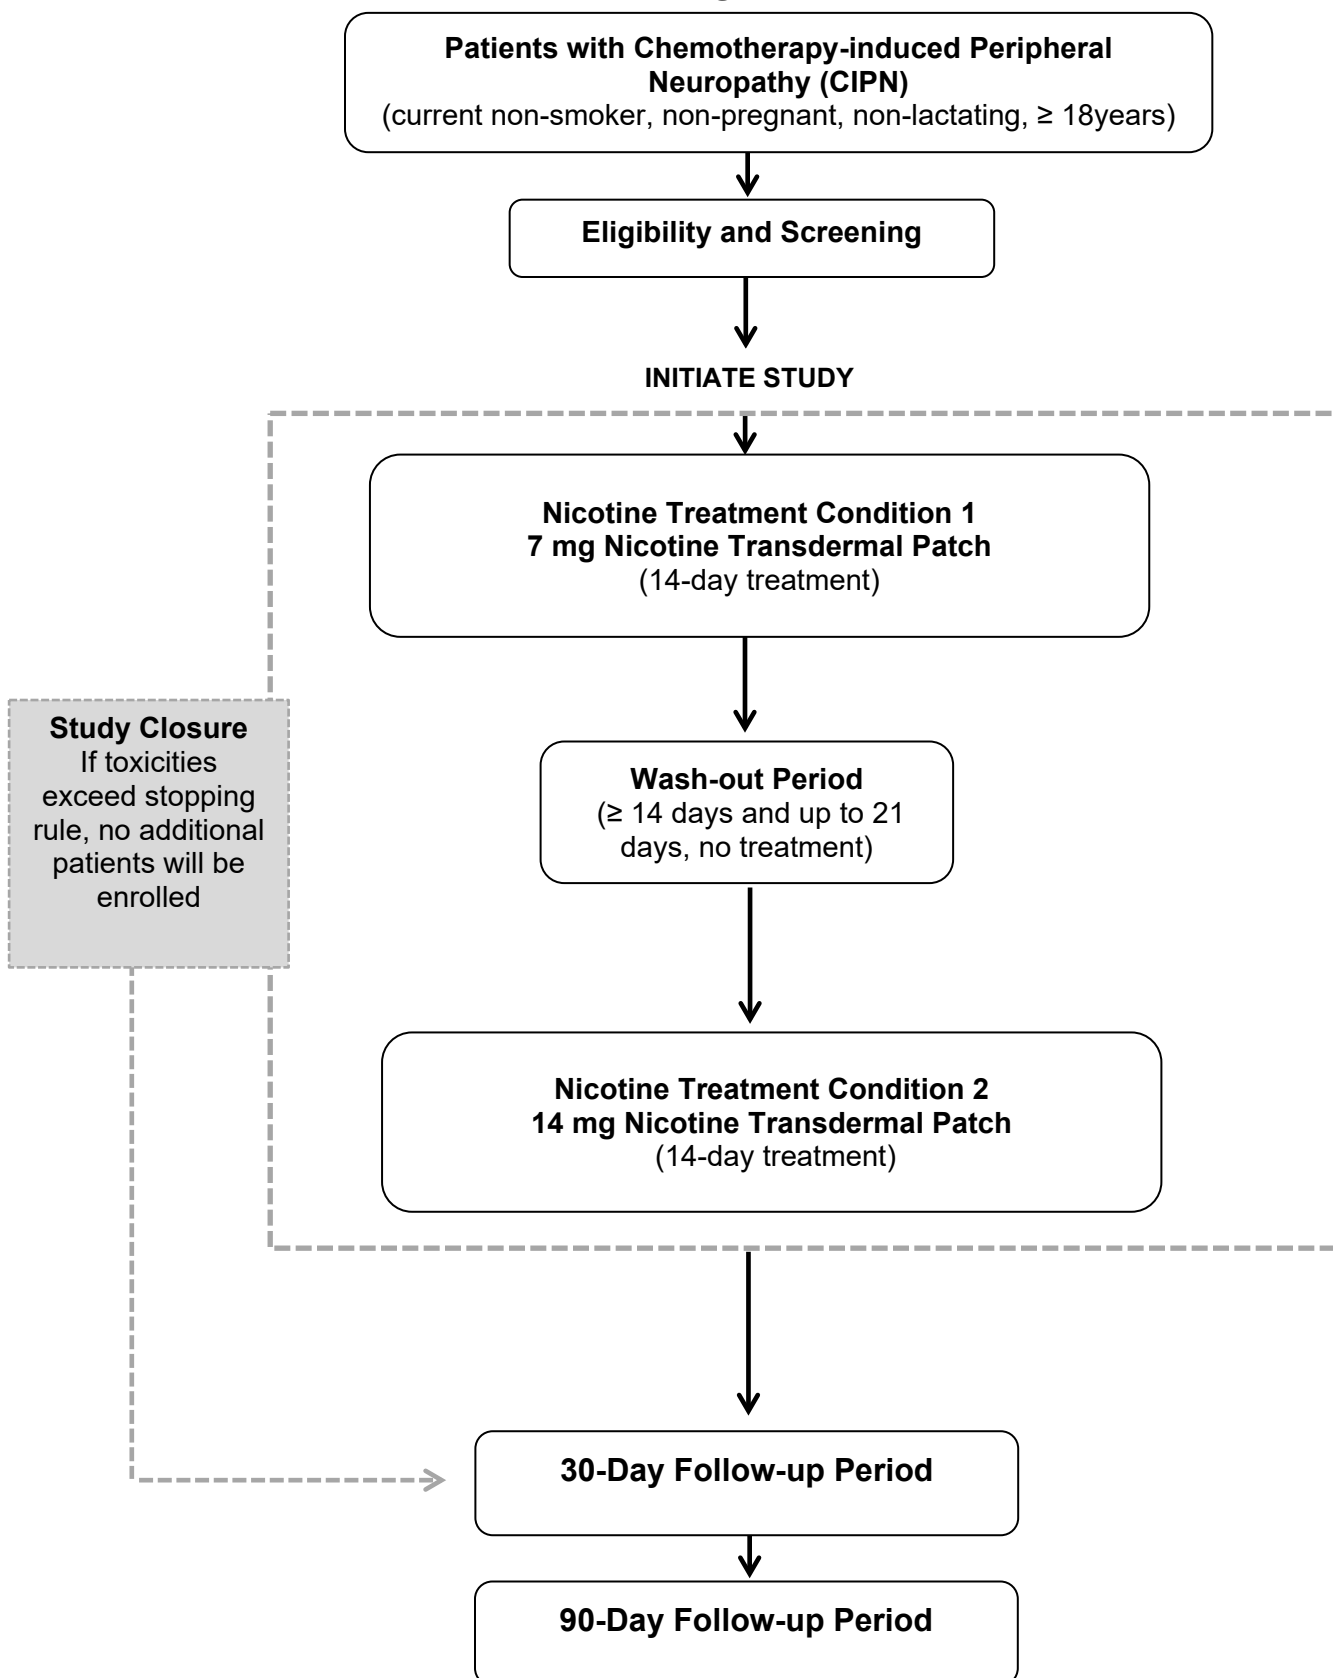 Patients with Chemotherapy-induced Peripheral
Neuropathy (CIPN)
(current non-smoker, non-pregnant, non-lactating, ≥ 18years)
Eligibility and Screening
INITIATE STUDY
Nicotine Treatment Condition 1
7 mg Nicotine Transdermal Patch
(14-day treatment)
Study Closure
If toxicities
exceed stopping
rule, no additional
patients will be
enrolled
Wash-out Period
(≥ 14 days and up to 21
days, no treatment)
Nicotine Treatment Condition 2
14 mg Nicotine Transdermal Patch
(14-day treatment)
30-Day Follow-up Period
90-Day Follow-up Period